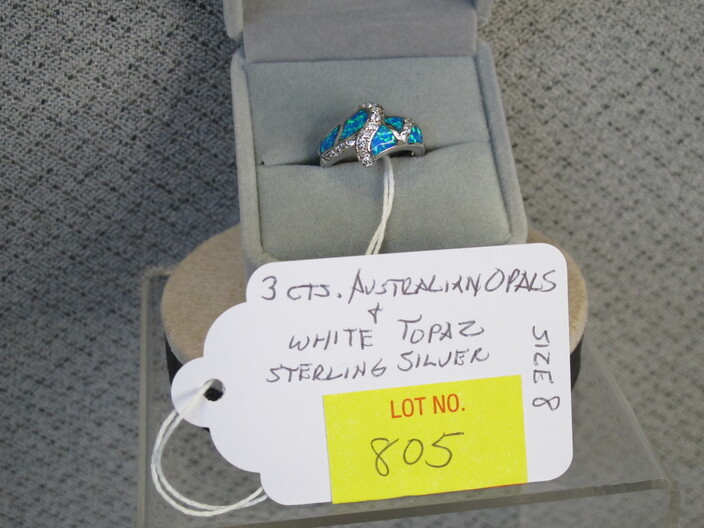 3 CTS. AUSTRALIAN OPALS
+
WHITE TOPAZ
STERLING SILVER
SIZE 8
LOT NO.
805